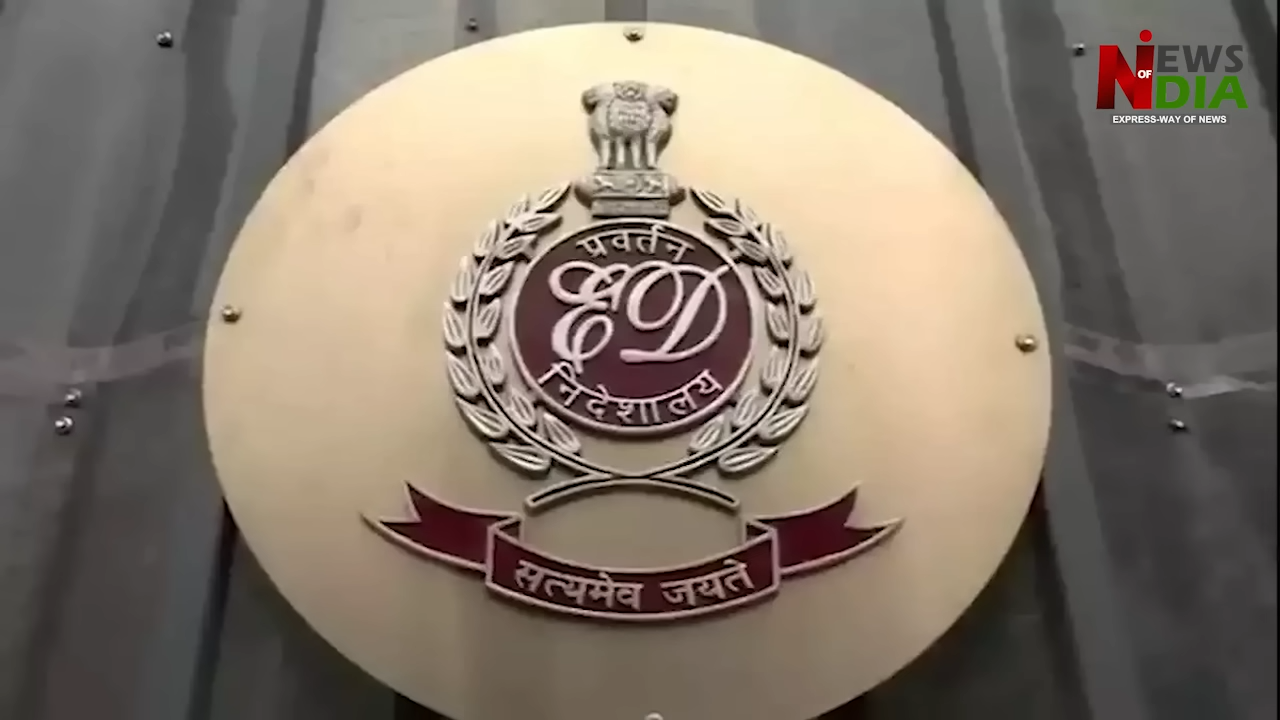 NEWS
OF
INDIA
EXPRESS-WAY OF NEWS
प्रवर्तन
ED
निदेशालय
सत्यमेव जयते